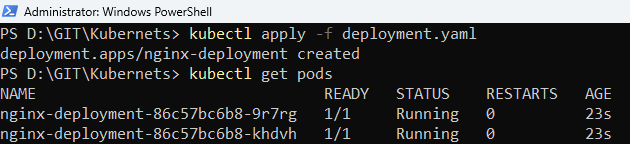 Administrator: Windows PowerShell
PS D:\GIT\Kubernets> kubectl apply -f deployment.yaml
deployment.apps/nginx-deployment created
PS D:\GIT\Kubernets> kubectl get pods
NAME READY STATUS RESTARTS AGE
nginx-deployment-86c57bc6b8-9r7rg 1/1 Running 0 23s
nginx-deployment-86c57bc6b8-khdvh 1/1 Running 0 23s